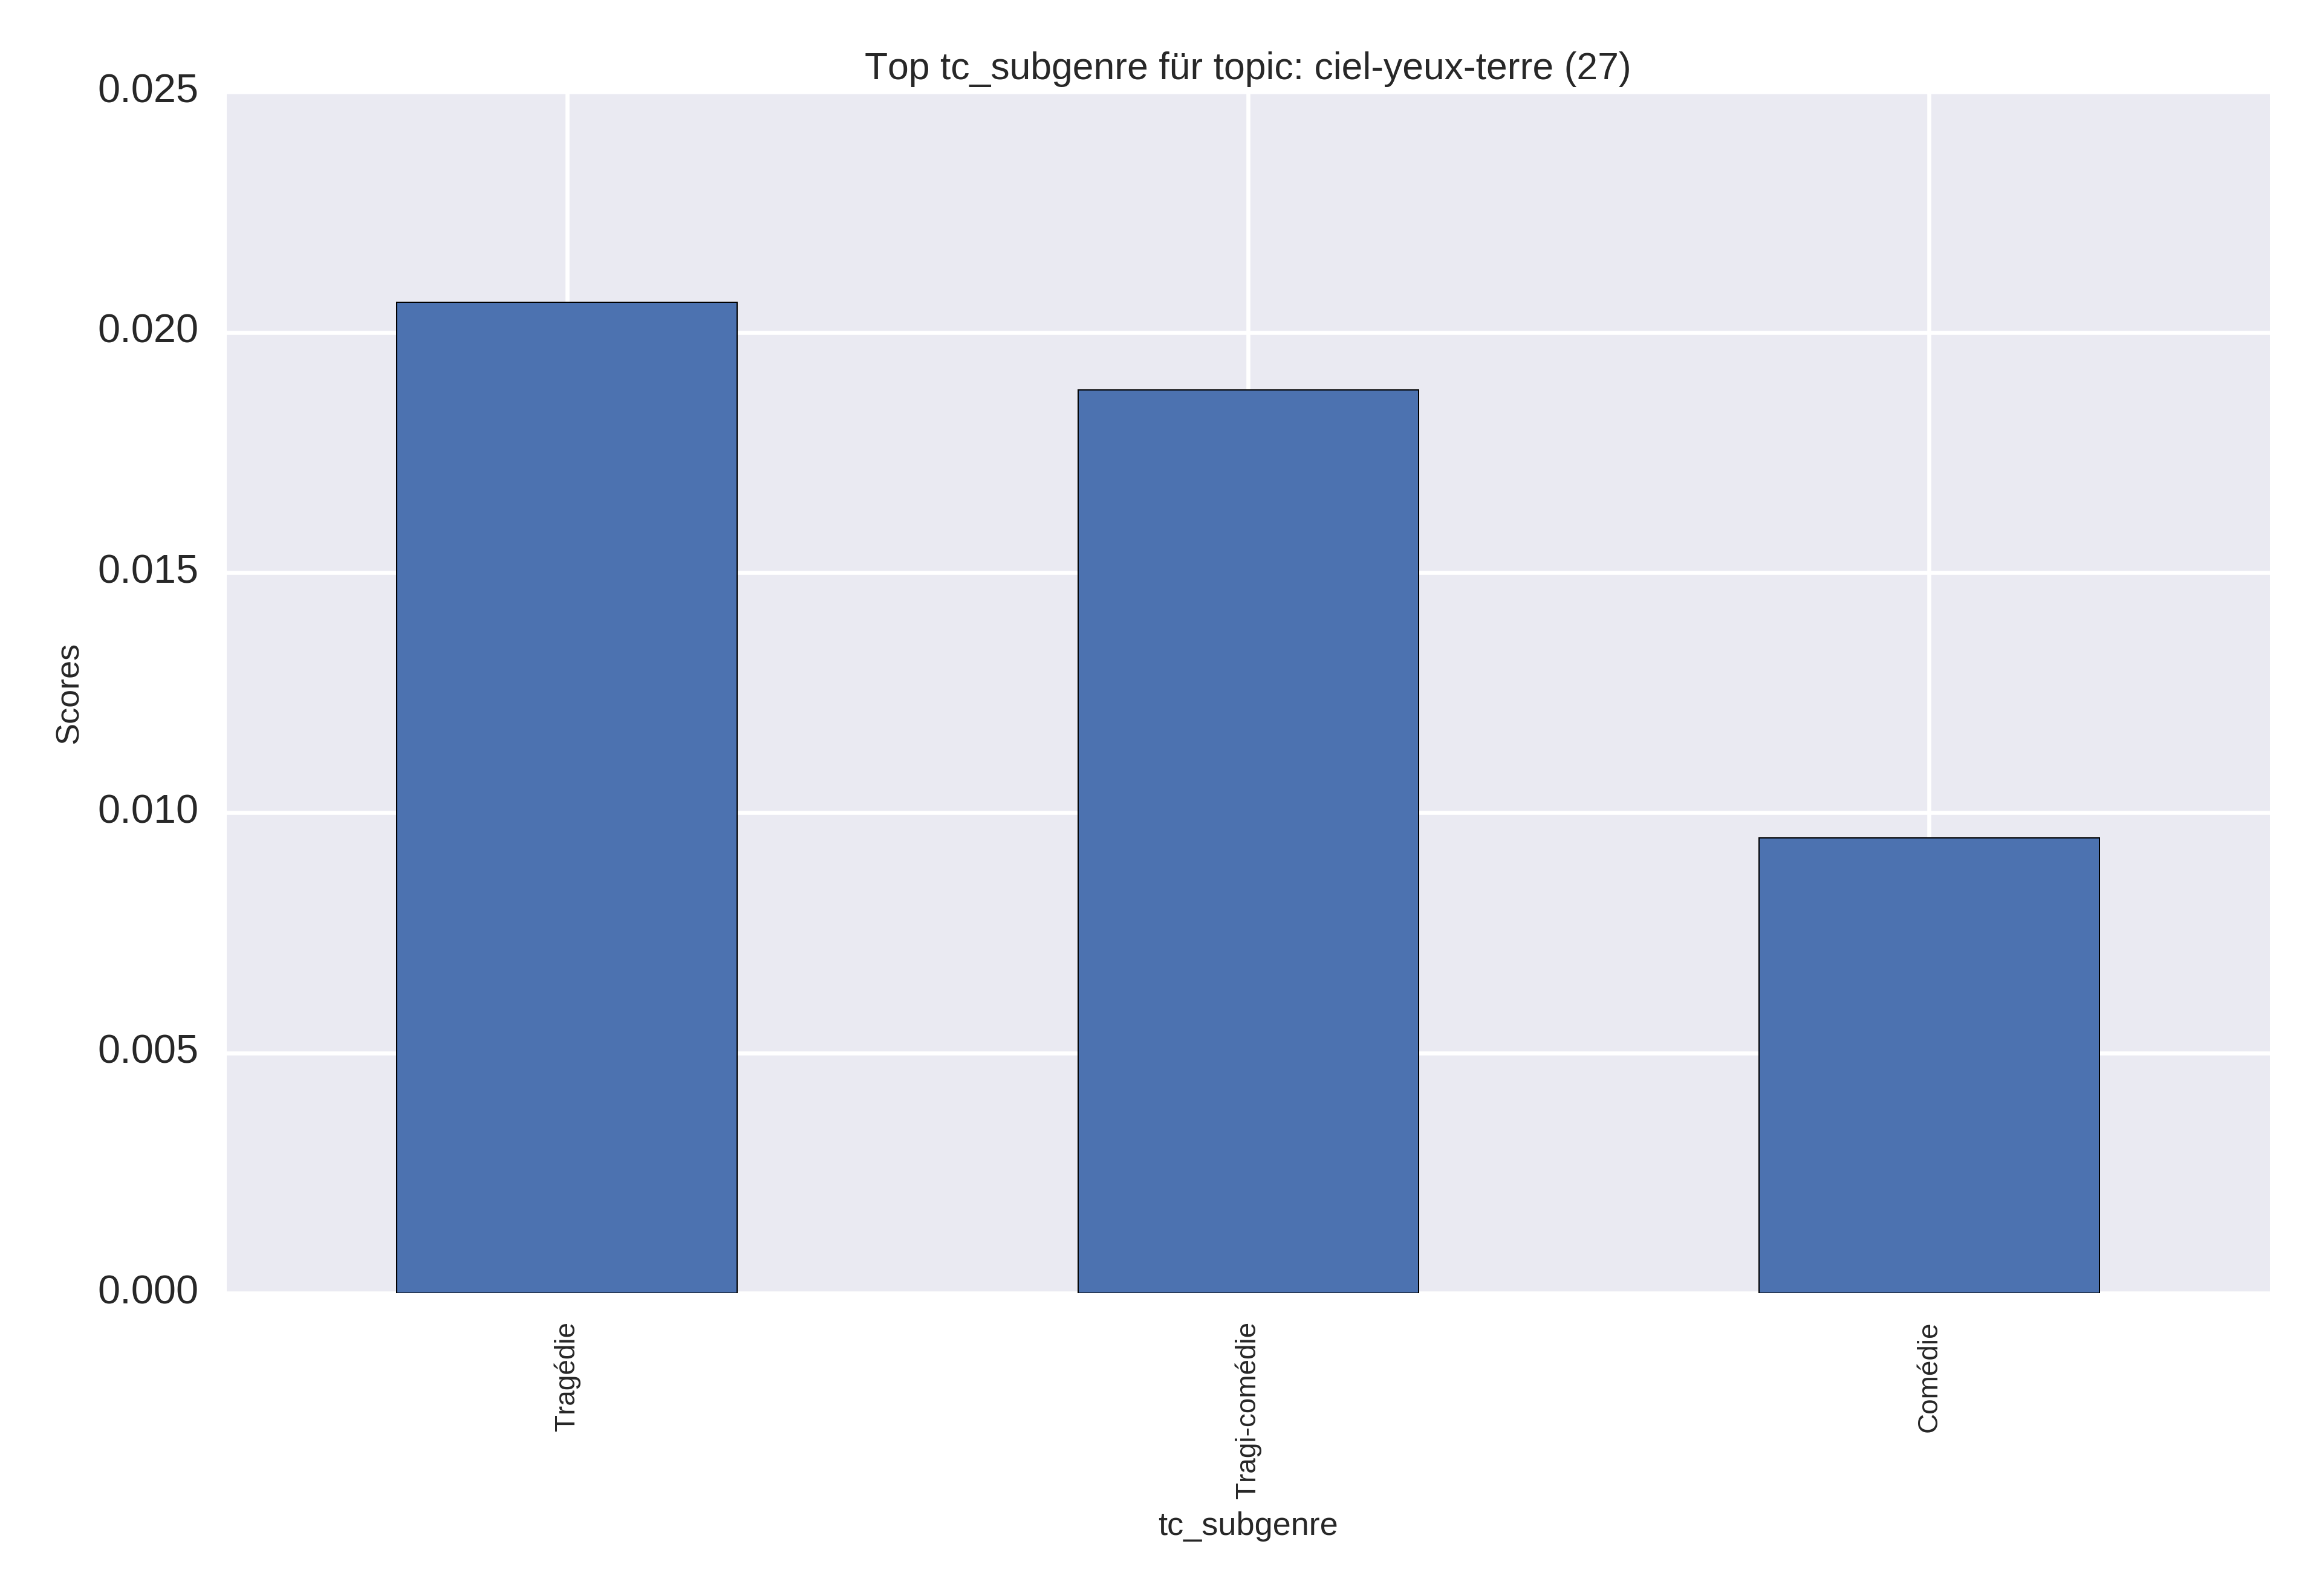 Top tc_subgenre für topic: ciel-yeux-terre (27)
0.025
0.020
0.015
0.010
0.005
0.000
Scores
Tragédie
Tragi-comédie
Comédie
tc_subgenre